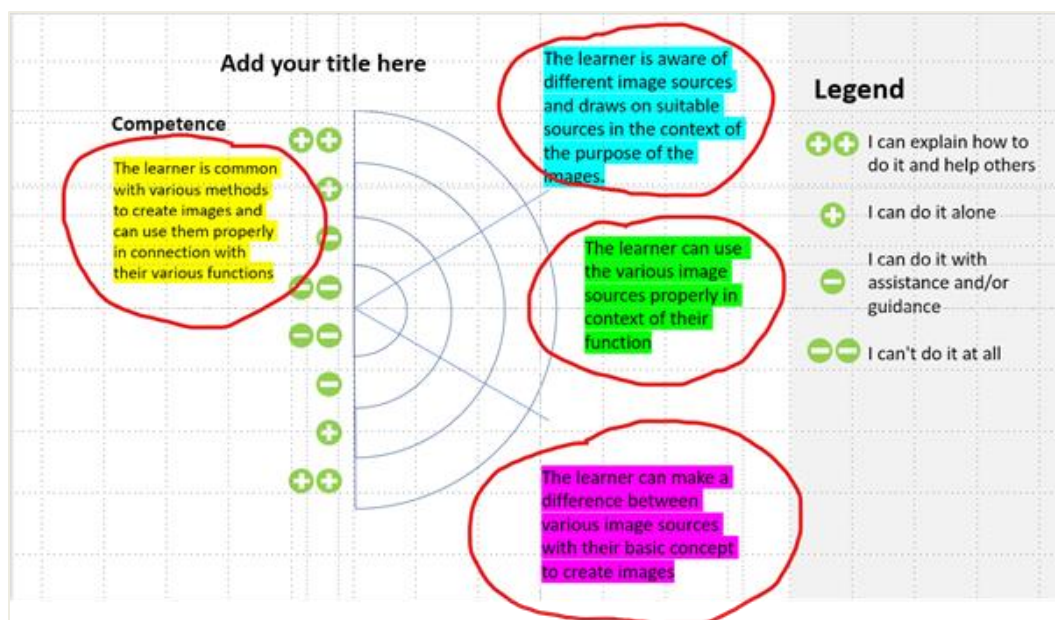 Add your title here
Competence
The learner is common
with various methods
to create images and
can use them properly
in connection with
their various functions
The learner is aware of
different image sources
and draws on suitable
sources in the context of
the purpose of the
images.
The learner can use
the various image
sources properly in
context of their
function
The learner can make a
difference between
various image sources
with their basic concept
to create images
Legend
I can explain how to
do it and help others
I can do it alone
I can do it with
assistance and/or
guidance
I can't do it at all